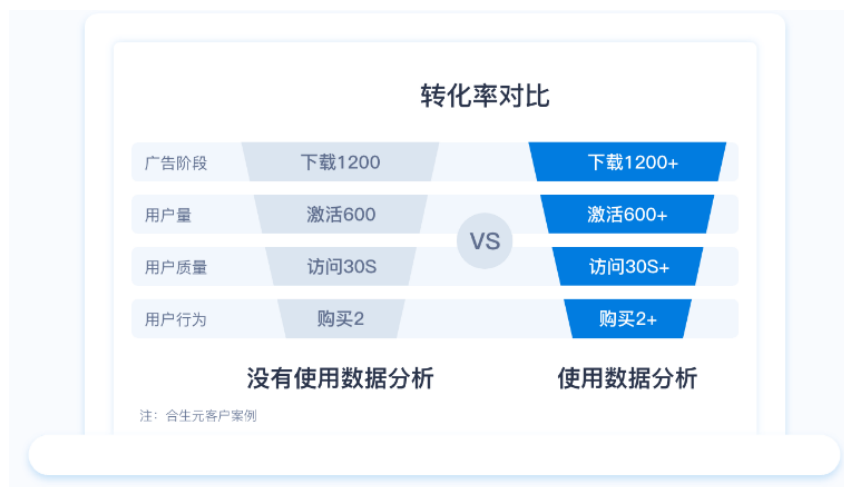 转化率对比
广告阶段 下载1200 下载1200+
用户量 激活600 激活600+
VS
用户质量 访问30S 访问30S+
用户行为 购买2 购买2+
没有使用数据分析 使用数据分析
注：合生元客户案例